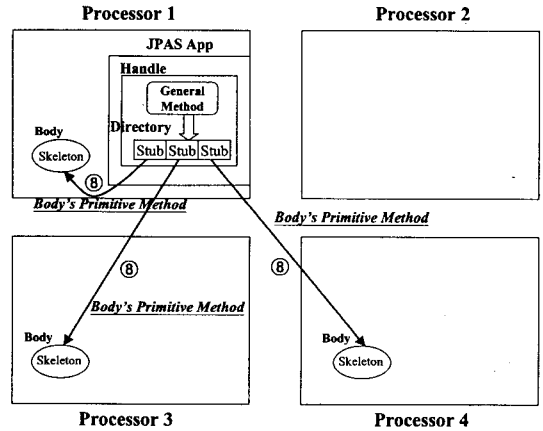 Processor 1
Processor 2
JPAS App
Handle
General
Method
Directory
Body
Skeleton
Stub Stub Stub
8
Body's Primitive Method
Body's Primitive Method
8
8
Body's Primitive Method
Body
Skeleton
Body
Skeleton
Processor 3
Processor 4